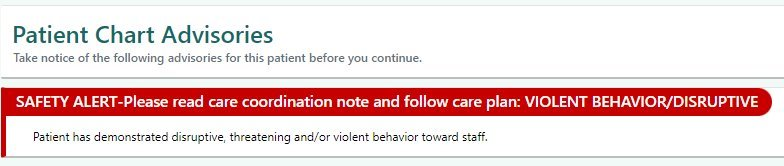 Patient Chart Advisories
Take notice of the following advisories for this patient before you continue.
SAFETY ALERT-Please read care coordination note and follow care plan: VIOLENT BEHAVIOR/DISRUPTIVE
Patient has demonstrated disruptive, threatening and/or violent behavior toward staff.